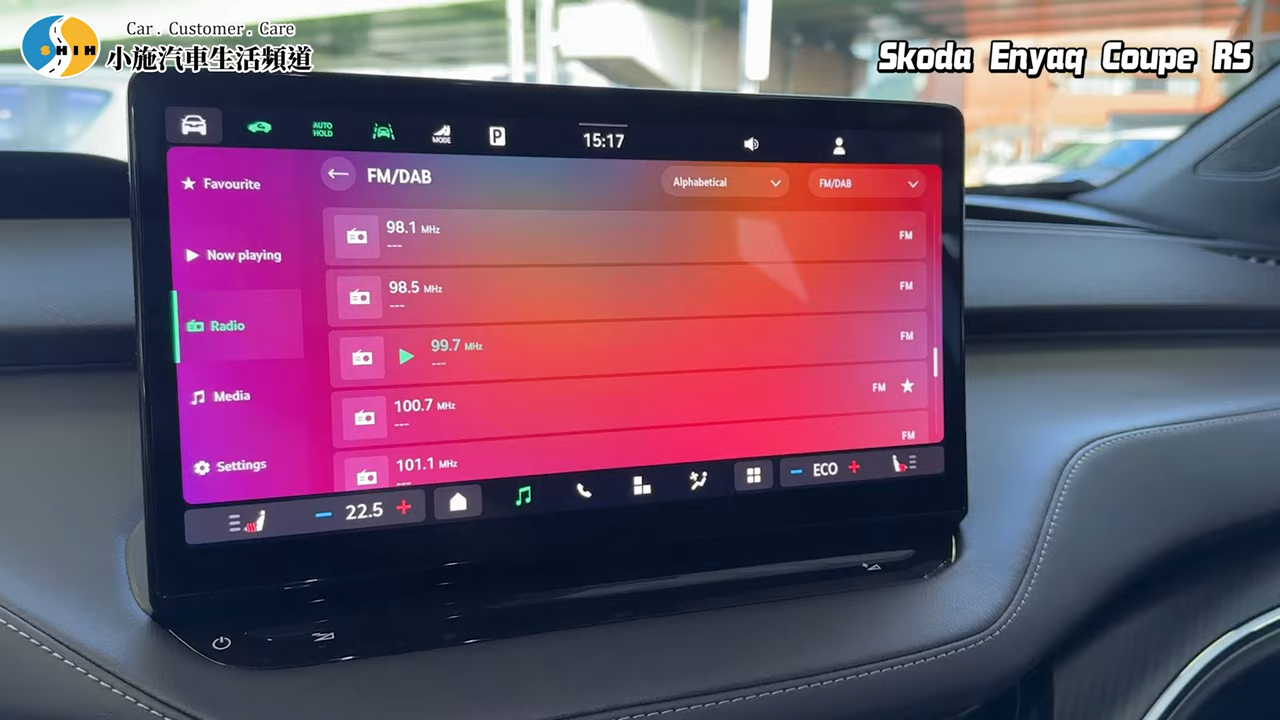 Car . Customer . Care
SHIH
小施汽車生活頻道
Skoda Enyaq Coupe RS
AUTO HOLD
MODE
P
15:17
FM/DAB
Alphabetical
FM/DAB
Favourite
Now playing
Radio
Media
Settings
98.1 MHz
---
FM
98.5 MHz
---
FM
99.7 MHz
---
FM
100.7 MHz
---
FM
101.1 MHz
---
FM
22.5
ECO